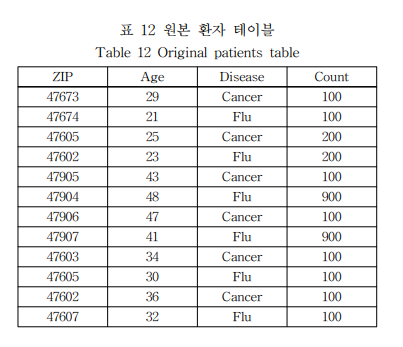 표 12 원본 환자 테이블
Table 12 Original patients table
ZIP Age Disease Count
47673 29 Cancer 100
47674 21 Flu 100
47605 25 Cancer 200
47602 23 Flu 200
47905 43 Cancer 100
47904 48 Flu 900
47906 47 Cancer 100
47907 41 Flu 900
47603 34 Cancer 100
47605 30 Flu 100
47602 36 Cancer 100
47607 32 Flu 100